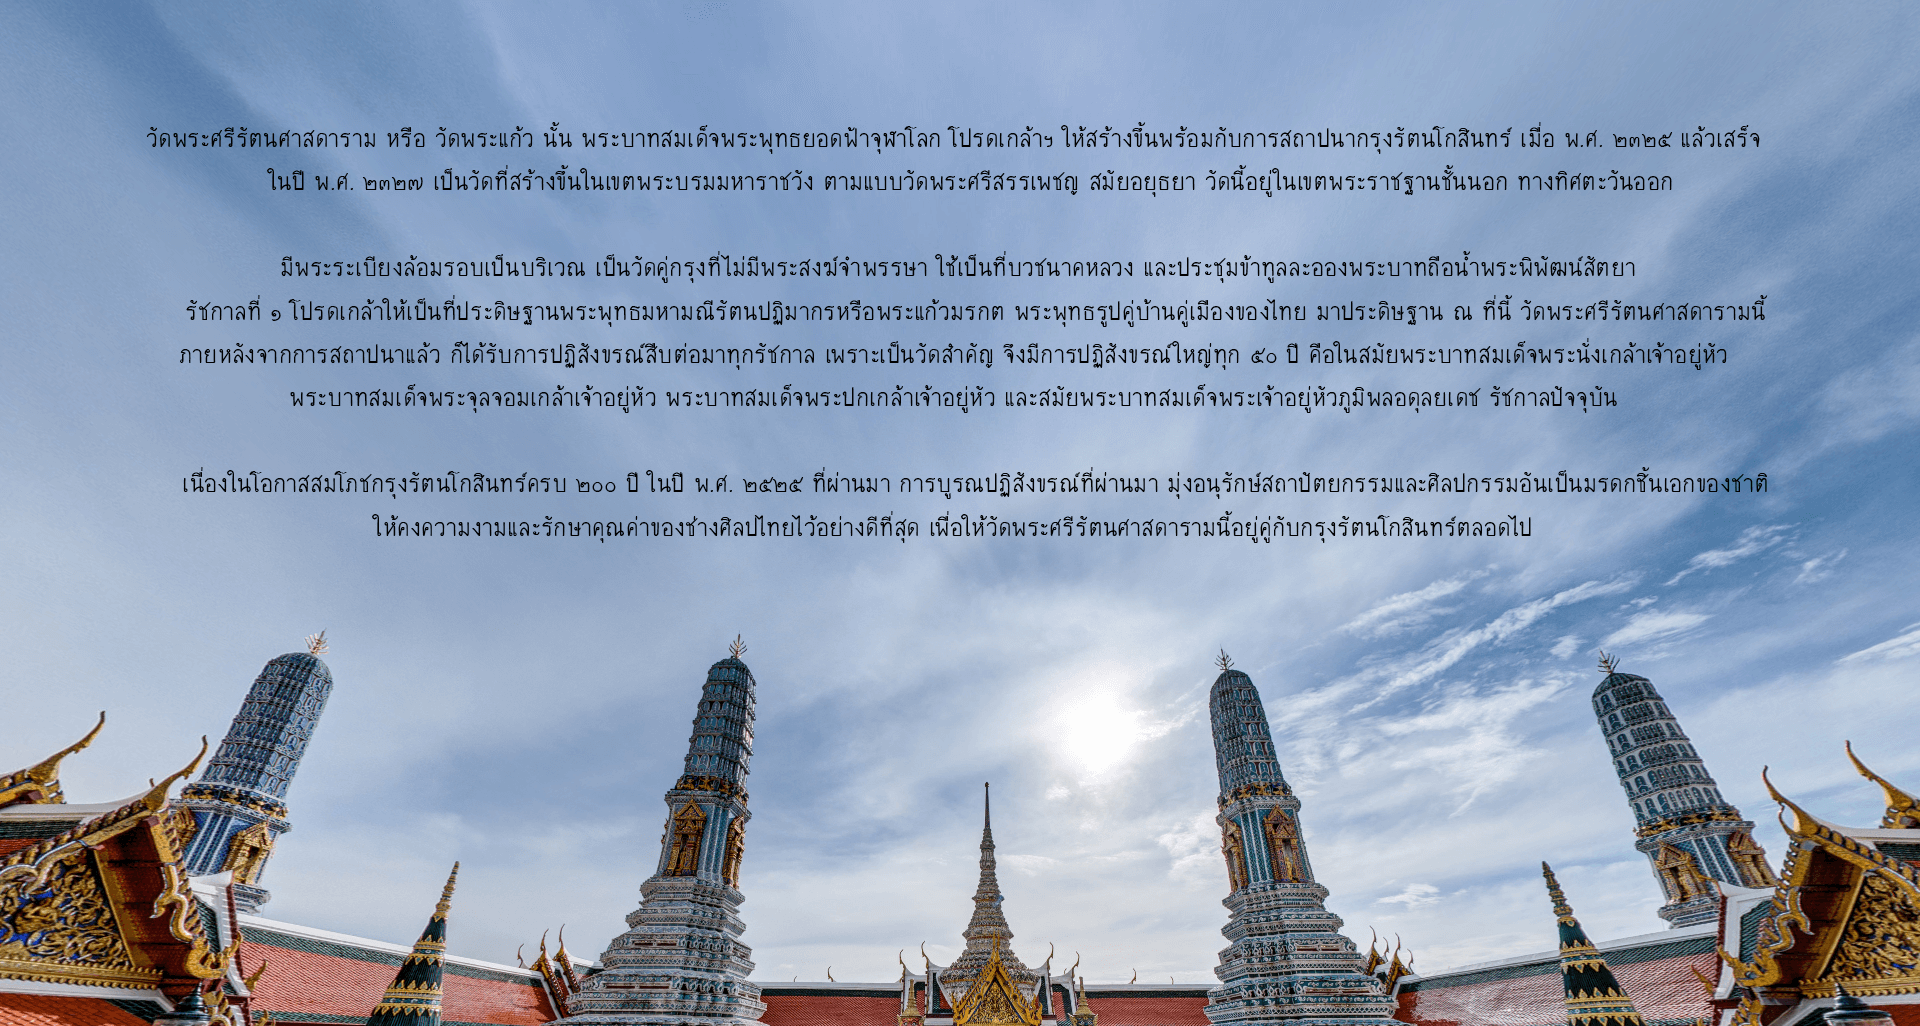 วัดพระศรีรัตนศาสดาราม หรือ วัดพระแก้ว นั้น พระบาทสมเด็จพระพุทธยอดฟ้าจุฬาโลก โปรดเกล้าฯ ให้สร้างขึ้นพร้อมกับการสถาปนากรุงรัตนโกสินทร์ เมื่อ พ.ศ. ๒๓๒๕ แล้วเสร็จ
ในปี พ.ศ. ๒๓๒๗ เป็นวัดที่สร้างขึ้นในเขตพระบรมมหาราชวัง ตามแบบวัดพระศรีสรรเพชญ สมัยอยุธยา วัดนี้อยู่ในเขตพระราชฐานชั้นนอก ทางทิศตะวันออก
มีพระระเบียงล้อมรอบเป็นบริเวณ เป็นวัดคู่กรุงที่ไม่มีพระสงฆ์จำพรรษา ใช้เป็นที่บวชนาคหลวง และประชุมข้าทูลละอองพระบาทถือน้ำพระพิพัฒน์สัตยา
รัชกาลที่ ๑ โปรดเกล้าให้เป็นที่ประดิษฐานพระพุทธมหามณีรัตนปฏิมากรหรือพระแก้วมรกต พระพุทธรูปคู่บ้านคู่เมืองของไทย มาประดิษฐาน ณ ที่นี้ วัดพระศรีรัตนศาสดารามนี้
ภายหลังจากการสถาปนาแล้ว ก็ได้รับการปฏิสังขรณ์สืบต่อมาทุกรัชกาล เพราะเป็นวัดสำคัญ จึงมีการปฏิสังขรณ์ใหญ่ทุก ๕๐ ปี คือในสมัยพระบาทสมเด็จพระนั่งเกล้าเจ้าอยู่หัว
พระบาทสมเด็จพระจุลจอมเกล้าเจ้าอยู่หัว พระบาทสมเด็จพระปกเกล้าเจ้าอยู่หัว และสมัยพระบาทสมเด็จพระเจ้าอยู่หัวภูมิพลอดุลยเดช รัชกาลปัจจุบัน
เนื่องในโอกาสสมโภชกรุงรัตนโกสินทร์ครบ ๒๐๐ ปี ในปี พ.ศ. ๒๕๒๕ ที่ผ่านมา การบูรณปฏิสังขรณ์ที่ผ่านมา มุ่งอนุรักษ์สถาปัตยกรรมและศิลปกรรมอันเป็นมรดกชิ้นเอกของชาติ
ให้คงความงามและรักษาคุณค่าของช่างศิลปไทยไว้อย่างดีที่สุด เพื่อให้วัดพระศรีรัตนศาสดารามนี้อยู่คู่กับกรุงรัตนโกสินทร์ตลอดไป